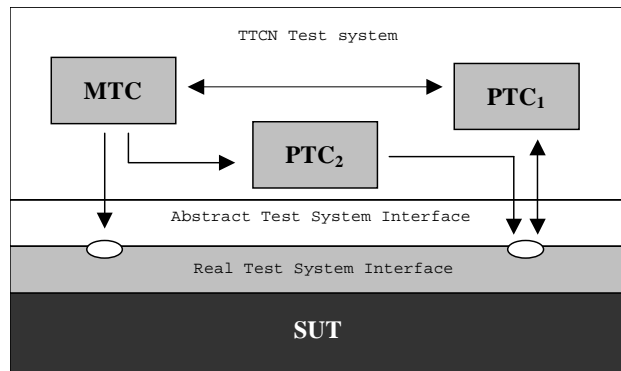 TTCN Test system
MTC
PTC₁
PTC₂
Abstract Test System Interface
Real Test System Interface
SUT